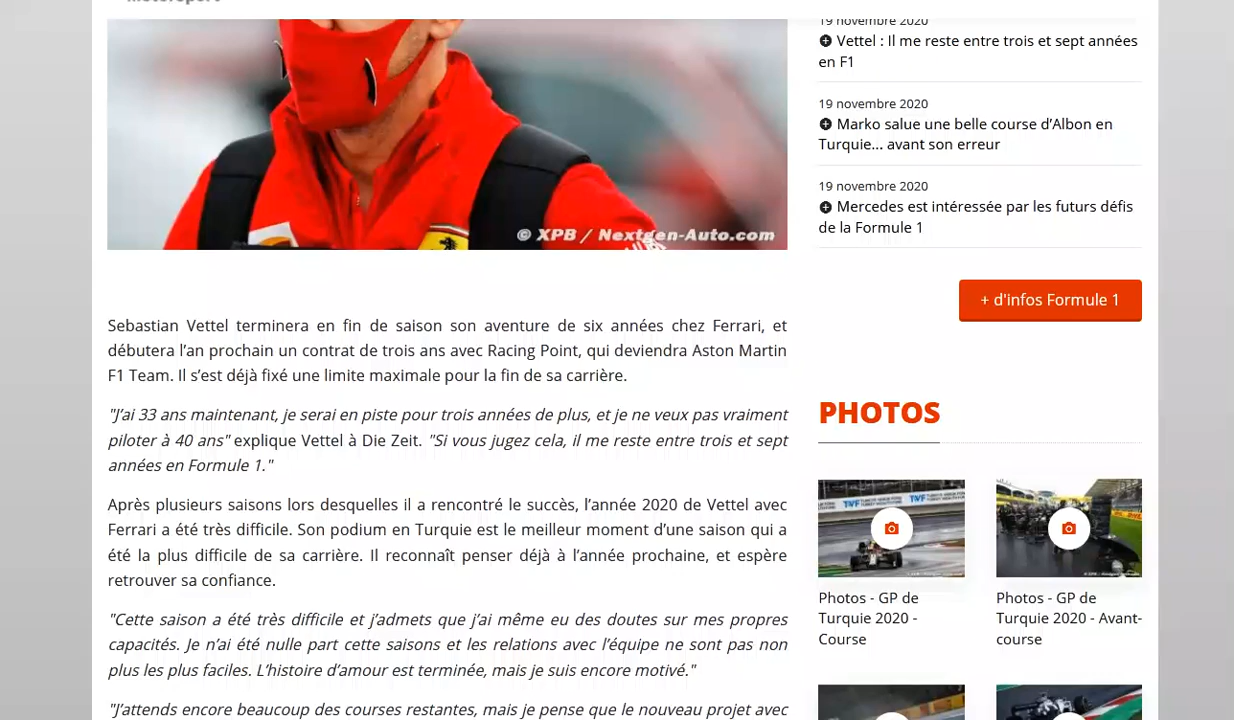 19 novembre 2020
Vettel : Il me reste entre trois et sept années
en F1
19 novembre 2020
Marko salue une belle course d’Albon en
Turquie... avant son erreur
19 novembre 2020
Mercedes est intéressée par les futurs défis
de la Formule 1
© XPB / Nextgen-Auto.com
+ d'infos Formule 1
Sebastian Vettel terminera en fin de saison son aventure de six années chez Ferrari, et
débutera l’an prochain un contrat de trois ans avec Racing Point, qui deviendra Aston Martin
F1 Team. Il s’est déjà fixé une limite maximale pour la fin de sa carrière.
"J’ai 33 ans maintenant, je serai en piste pour trois années de plus, et je ne veux pas vraiment
piloter à 40 ans" explique Vettel à Die Zeit. "Si vous jugez cela, il me reste entre trois et sept
années en Formule 1."
Après plusieurs saisons lors desquelles il a rencontré le succès, l’année 2020 de Vettel avec
Ferrari a été très difficile. Son podium en Turquie est le meilleur moment d’une saison qui a
été la plus difficile de sa carrière. Il reconnaît penser déjà à l’année prochaine, et espère
retrouver sa confiance.
"Cette saison a été très difficile et j’admets que j’ai même eu des doutes sur mes propres
capacités. Je n’ai été nulle part cette saisons et les relations avec l’équipe ne sont pas non
plus les plus faciles. L’histoire d’amour est terminée, mais je suis encore motivé."
"J’attends encore beaucoup des courses restantes, mais je pense que le nouveau projet avec
PHOTOS
Photos - GP de
Turquie 2020 -
Course
Photos - GP de
Turquie 2020 - Avant-
course